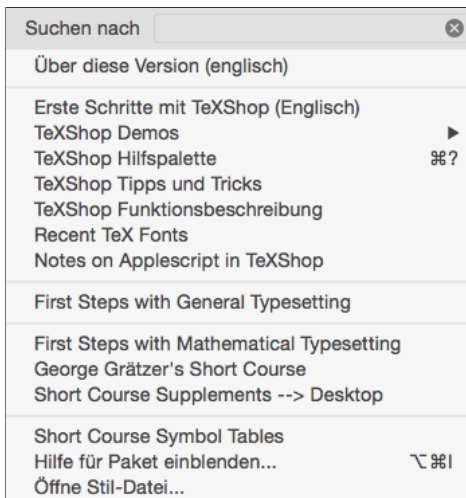 Suchen nach
Über diese Version (englisch)
Erste Schritte mit TeXShop (Englisch)
TeXShop Demos ▶
TeXShop Hilfspalette ⌘?
TeXShop Tipps und Tricks
TeXShop Funktionsbeschreibung
Recent TeX Fonts
Notes on Applescript in TeXShop
First Steps with General Typesetting
First Steps with Mathematical Typesetting
George Grätzer's Short Course
Short Course Supplements --> Desktop
Short Course Symbol Tables
Hilfe für Paket einblenden... ⌥⌘I
Öffne Stil-Datei...